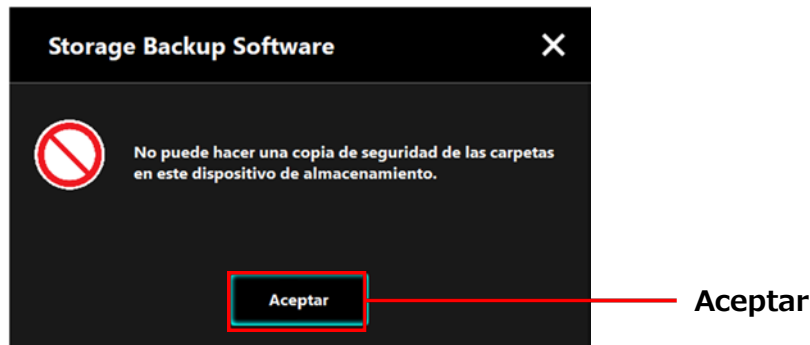 Storage Backup Software
No puede hacer una copia de seguridad de las carpetas
en este dispositivo de almacenamiento.
Aceptar
Aceptar